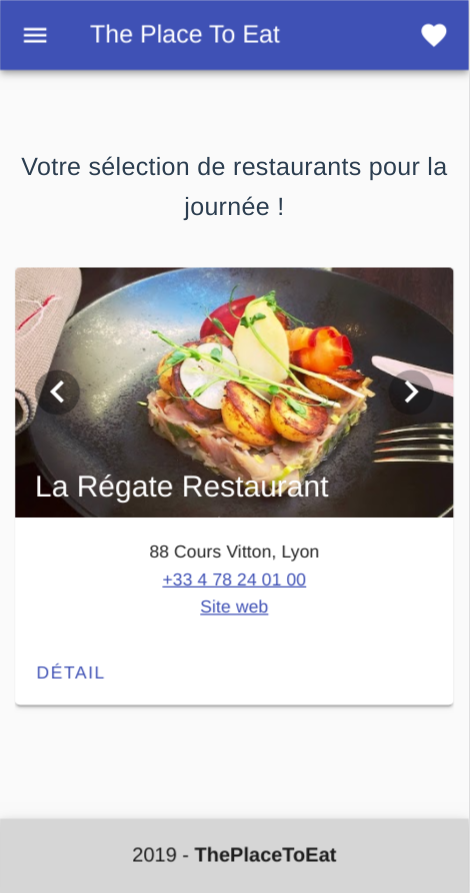 The Place To Eat
Votre sélection de restaurants pour la
journée !
La Régate Restaurant
88 Cours Vitton, Lyon
+33 4 78 24 01 00
Site web
DÉTAIL
2019 - ThePlaceToEat